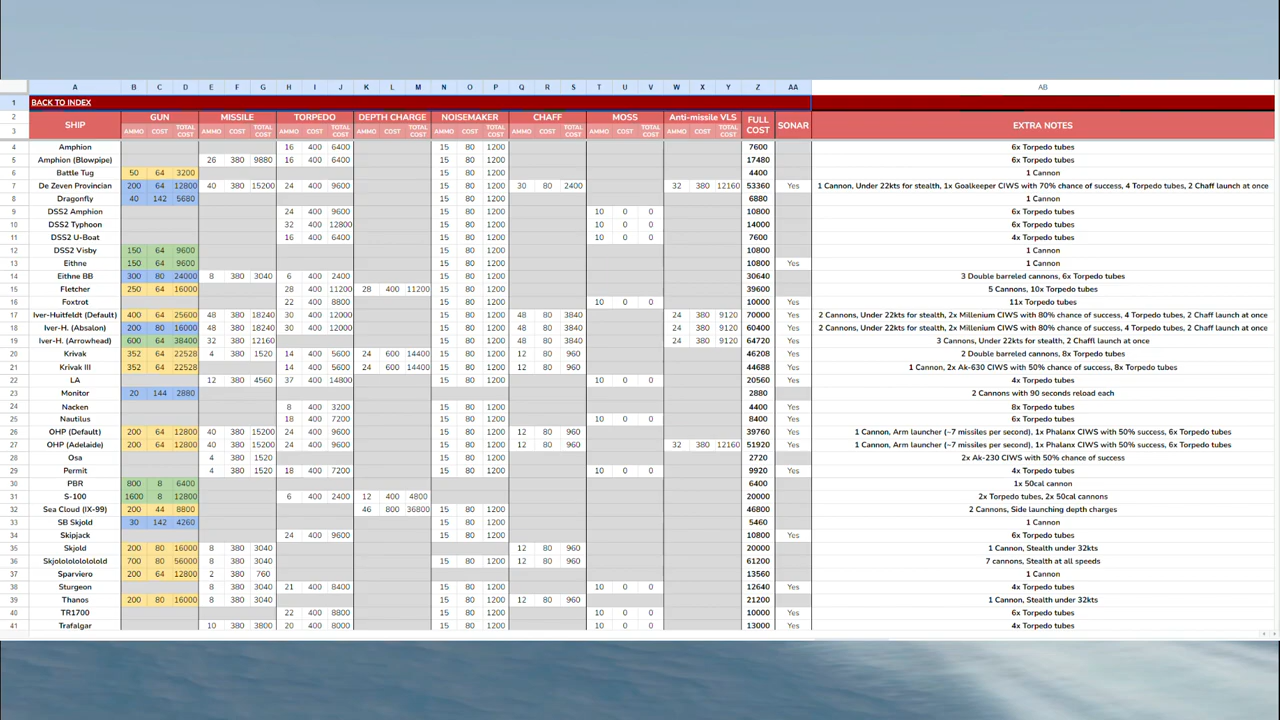 A B C D E F G H I J K L M N O P Q R S T U V W X Y Z AA AB
1 BACK TO INDEX
2 SHIP GUN MISSILE TORPEDO DEPTH CHARGE NOISEMAKER CHAFF MOSS Anti-missile VLS FULL COST SONAR EXTRA NOTES
3 AMMO COST TOTAL COST AMMO COST TOTAL COST AMMO COST TOTAL COST AMMO COST TOTAL COST AMMO COST TOTAL COST AMMO COST TOTAL COST AMMO COST TOTAL COST AMMO COST TOTAL COST
4 Amphion 16 400 6400 15 80 1200 7600 6x Torpedo tubes
5 Amphion (Blowpipe) 26 380 9880 16 400 6400 15 80 1200 17480 6x Torpedo tubes
6 Battle Tug 50 64 3200 15 80 1200 4400 1 Cannon
7 De Zeven Provincian 200 64 12800 40 380 15200 24 400 9600 15 80 1200 30 80 2400 32 380 12160 53360 Yes 1 Cannon, Under 22kts for stealth, 1x Goalkeeper CIWS with 70% chance of success, 4 Torpedo tubes, 2 Chaff launch at once
8 Dragonfly 40 142 5680 15 80 1200 6880 1 Cannon
9 DSS2 Amphion 24 400 9600 15 80 1200 10 0 0 10800 6x Torpedo tubes
10 DSS2 Typhoon 32 400 12800 15 80 1200 10 0 0 14000 6x Torpedo tubes
11 DSS2 U-Boat 16 400 6400 15 80 1200 10 0 0 7600 4x Torpedo tubes
12 DSS2 Visby 150 64 9600 15 80 1200 10800 1 Cannon
13 Eithne 150 64 9600 15 80 1200 10800 Yes 1 Cannon
14 Eithne BB 300 80 24000 8 380 3040 6 400 2400 15 80 1200 30640 3 Double barreled cannons, 6x Torpedo tubes
15 Fletcher 250 64 16000 28 400 11200 28 400 11200 15 80 1200 39600 5 Cannons, 10x Torpedo tubes
16 Foxtrot 22 400 8800 15 80 1200 10 0 0 10000 Yes 11x Torpedo tubes
17 Iver-Huitfeldt (Default) 400 64 25600 48 380 18240 30 400 12000 15 80 1200 48 80 3840 24 380 9120 70000 Yes 2 Cannons, Under 22kts for stealth, 2x Millenium CIWS with 80% chance of success, 4 Torpedo tubes, 2 Chaff launch at once
18 Iver-H. (Absalon) 200 80 16000 48 380 18240 30 400 12000 15 80 1200 48 80 3840 24 380 9120 60400 Yes 2 Cannons, Under 22kts for stealth, 2x Millenium CIWS with 80% chance of success, 4 Torpedo tubes, 2 Chaff launch at once
19 Iver-H. (Arrowhead) 600 64 38400 32 380 12160 15 80 1200 48 80 3840 24 380 9120 64720 Yes 3 Cannons, Under 22kts for stealth, 2 Chaffl launch at once
20 Krivak 352 64 22528 4 380 1520 14 400 5600 24 600 14400 15 80 1200 12 80 960 46208 Yes 2 Double barreled cannons, 8x Torpedo tubes
21 Krivak III 352 64 22528 14 400 5600 24 600 14400 15 80 1200 12 80 960 44688 Yes 1 Cannon, 2x Ak-630 CIWS with 50% chance of success, 8x Torpedo tubes
22 LA 12 380 4560 37 400 14800 15 80 1200 10 0 0 20560 Yes 4x Torpedo tubes
23 Monitor 20 144 2880 2880 2 Cannons with 90 seconds reload each
24 Nacken 8 400 3200 15 80 1200 4400 Yes 8x Torpedo tubes
25 Nautilus 18 400 7200 15 80 1200 10 0 0 8400 Yes 6x Torpedo tubes
26 OHP (Default) 200 64 12800 40 380 15200 24 400 9600 15 80 1200 12 80 960 39760 Yes 1 Cannon, Arm launcher (~7 missiles per second), 1x Phalanx CIWS with 50% success, 6x Torpedo tubes
27 OHP (Adelaide) 200 64 12800 40 380 15200 24 400 9600 15 80 1200 12 80 960 32 380 12160 51920 Yes 1 Cannon, Arm launcher (~7 missiles per second), 1x Phalanx CIWS with 50% success, 6x Torpedo tubes
28 Osa 4 380 1520 15 80 1200 2720 2x Ak-230 CIWS with 50% chance of success
29 Permit 4 380 1520 18 400 7200 15 80 1200 10 0 0 9920 Yes 4x Torpedo tubes
30 PBR 800 8 6400 6400 1x 50cal cannon
31 S-100 1600 8 12800 6 400 2400 12 400 4800 20000 2x Torpedo tubes, 2x 50cal cannons
32 Sea Cloud (IX-99) 200 44 8800 46 800 36800 15 80 1200 46800 2 Cannons, Side launching depth charges
33 SB Skjold 30 142 4260 15 80 1200 5460 1 Cannon
34 Skipjack 24 400 9600 15 80 1200 10800 Yes 6x Torpedo tubes
35 Skjold 200 80 16000 8 380 3040 12 80 960 20000 1 Cannon, Stealth under 32kts
36 Skjololololololold 700 80 56000 8 380 3040 15 80 1200 12 80 960 61200 7 cannons, Stealth at all speeds
37 Sparviero 200 64 12800 2 380 760 13560 1 Cannon
38 Sturgeon 8 380 3040 21 400 8400 15 80 1200 10 0 0 12640 Yes 4x Torpedo tubes
39 Thanos 200 80 16000 8 380 3040 15 80 1200 12 80 960 21200 1 Cannon, Stealth under 32kts
40 TR1700 22 400 8800 15 80 1200 10 0 0 10000 Yes 6x Torpedo tubes
41 Trafalgar 10 380 3800 20 400 8000 15 80 1200 10 0 0 13000 Yes 4x Torpedo tubes